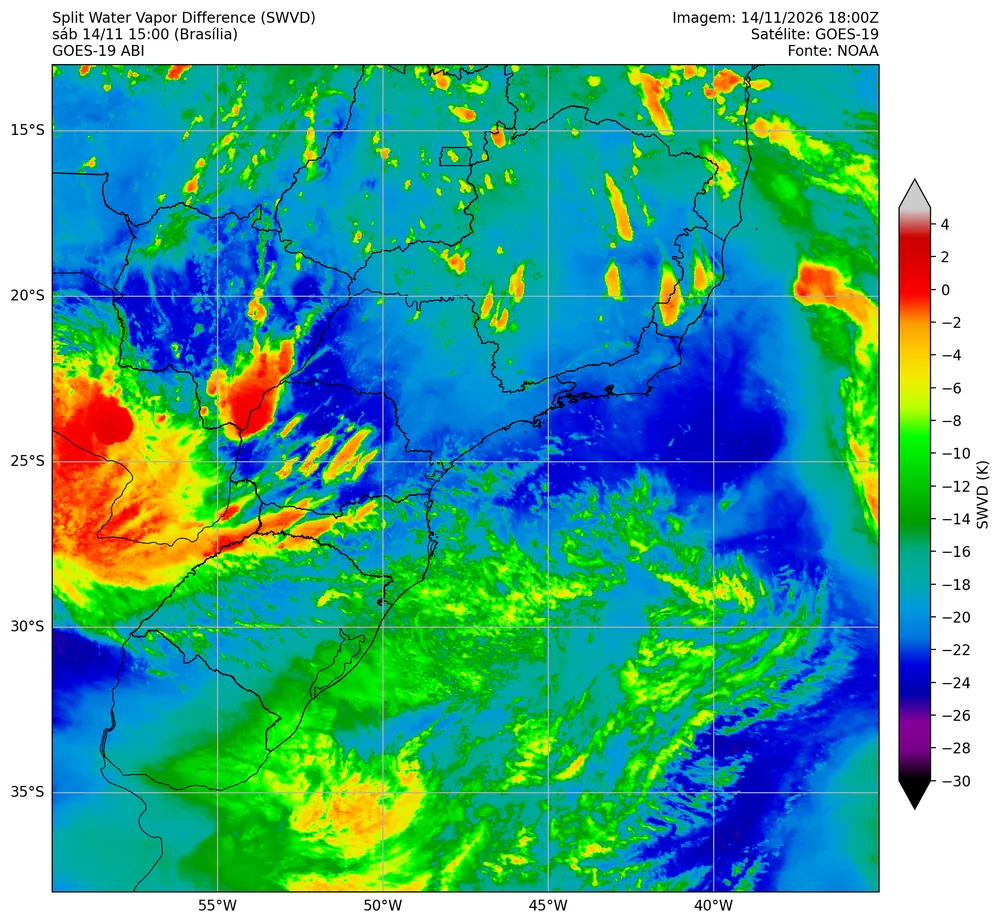 Split Water Vapor Difference (SWVD)
sáb 14/11 15:00 (Brasília)
GOES-19 ABI
Imagem: 14/11/2026 18:00Z
Satélite: GOES-19
Fonte: NOAA
15°S
20°S
25°S
30°S
35°S
55°W
50°W
45°W
40°W
4
2
0
−2
−4
−6
−8
−10
−12
−14
−16
−18
−20
−22
−24
−26
−28
−30
SWVD (K)